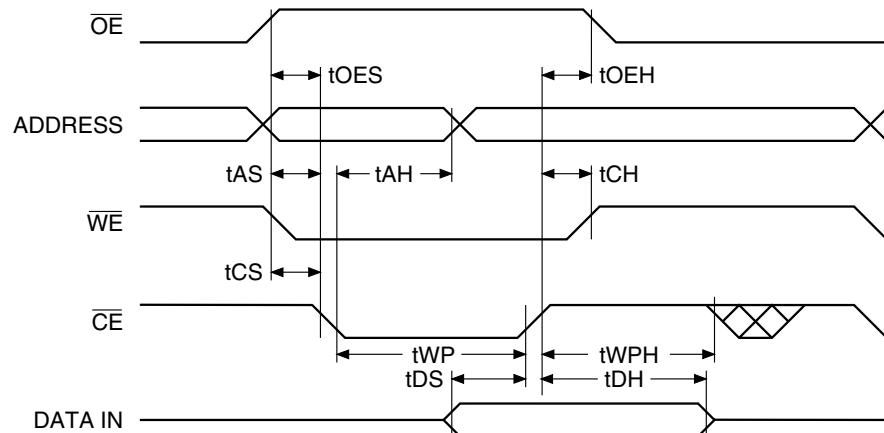 OE
tOES tOEH
ADDRESS
tAS tAH tCH
WE
tCS
CE
tWP tWPH
tDS tDH
DATA IN